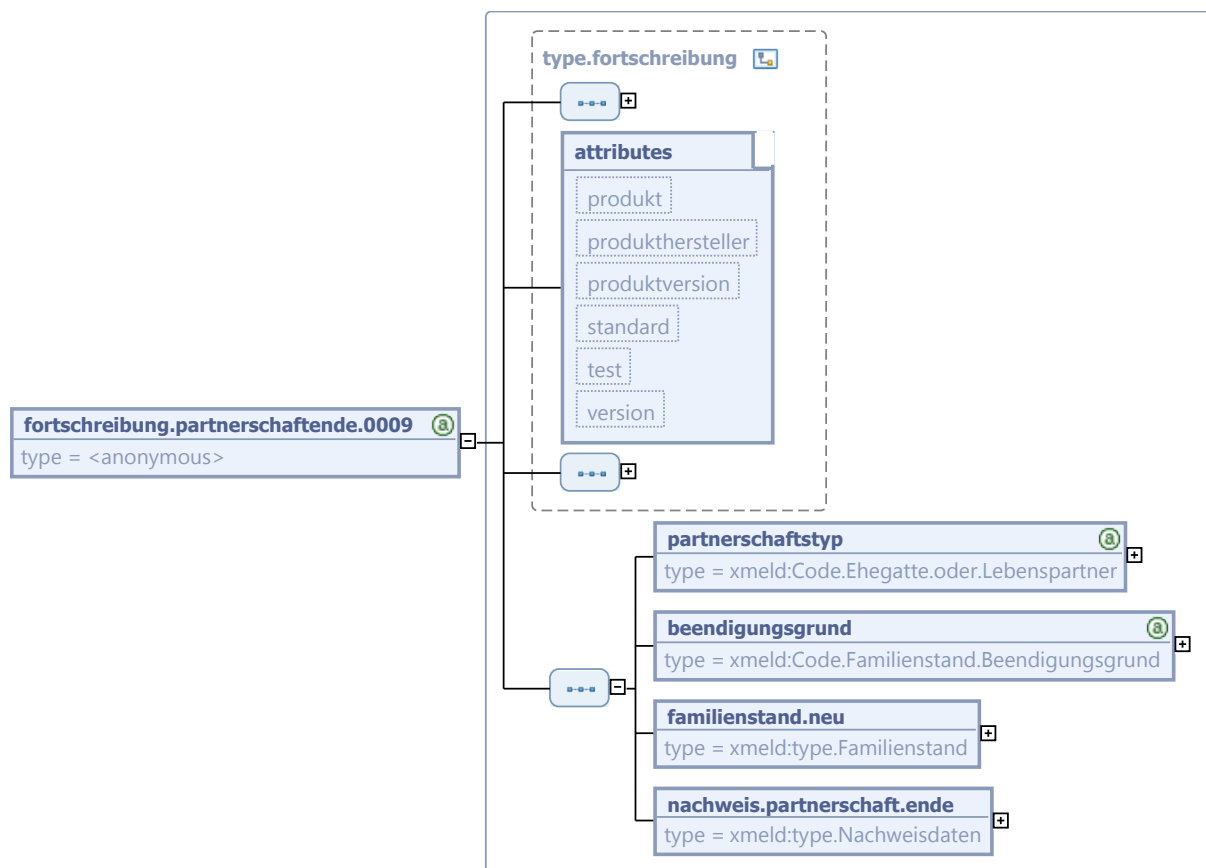 type.fortschreibung
attributes
produkt
produkthersteller
produktversion
standard
test
version
fortschreibung.partnerschaftende.0009
type = <anonymous>
partnerschaftstyp
type = xmeld:Code.Ehegatte.oder.Lebenspartner
beendigungsgrund
type = xmeld:Code.Familienstand.Beendigungsgrund
familienstand.neu
type = xmeld:type.Familienstand
nachweis.partnerschaft.ende
type = xmeld:type.Nachweisdaten